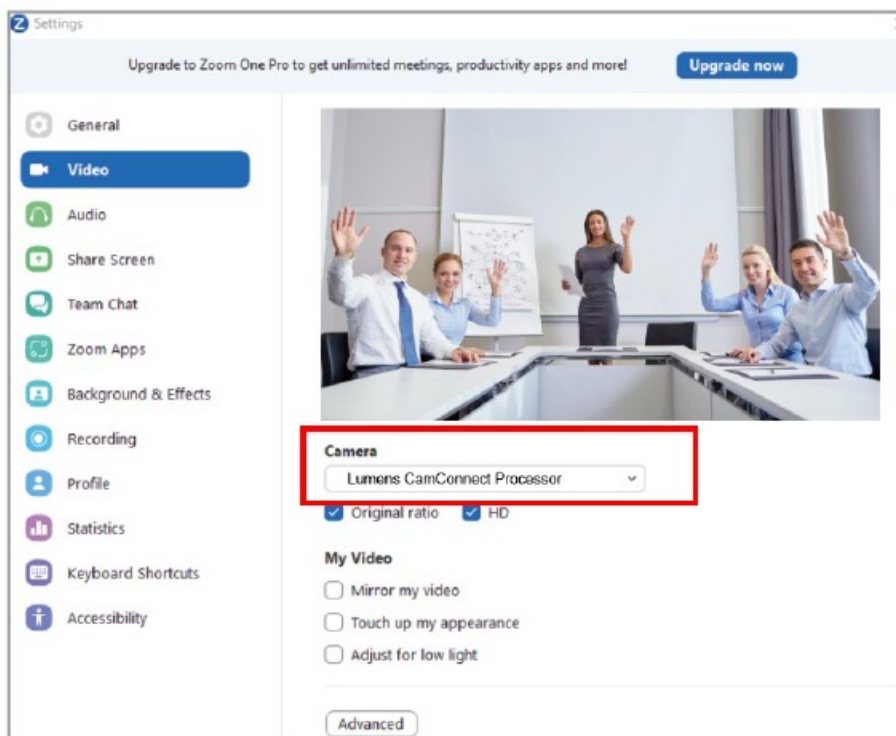 Settings
Upgrade to Zoom One Pro to get unlimited meetings, productivity apps and more! Upgrade now
General
Video
Audio
Share Screen
Team Chat
Zoom Apps
Background & Effects
Recording
Profile
Statistics
Keyboard Shortcuts
Accessibility
Camera
Lumens CamConnect Processor
Original ratio HD
My Video
Mirror my video
Touch up my appearance
Adjust for low light
Advanced